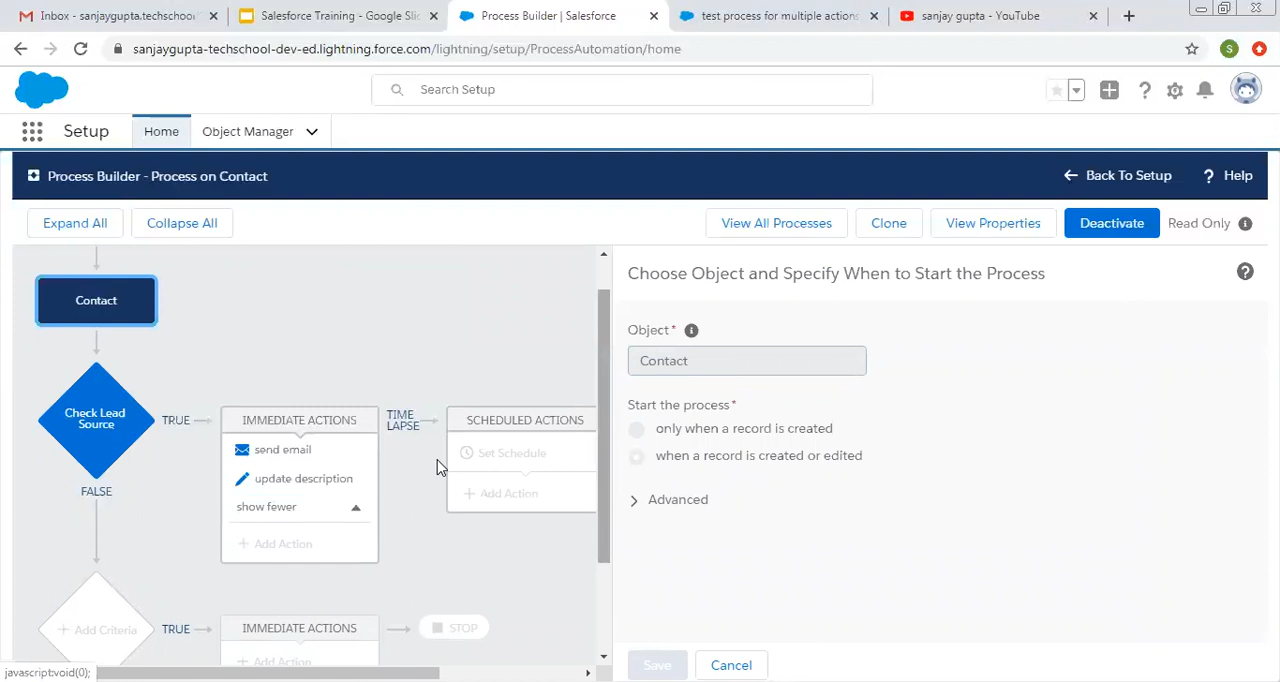 Inbox - sanjaygupta.techschool
Salesforce Training - Google Sli
Process Builder | Salesforce
test process for multiple actions
sanjay gupta - YouTube
sanjaygupta-techschool-dev-ed.lightning.force.com/lightning/setup/ProcessAutomation/home
S
Search Setup
Setup
Home
Object Manager
Process Builder - Process on Contact
Back To Setup
? Help
Expand All
Collapse All
View All Processes
Clone
View Properties
Deactivate
Read Only
Choose Object and Specify When to Start the Process
Contact
Object*
Contact
Start the process*
only when a record is created
when a record is created or edited
Advanced
Check Lead
Source
TRUE
IMMEDIATE ACTIONS
TIME
LAPSE
SCHEDULED ACTIONS
send email
Set Schedule
update description
+ Add Action
FALSE
show fewer
+ Add Action
+ Add Criteria
TRUE
IMMEDIATE ACTIONS
STOP
+ Add Action
Save
Cancel
javascript:void(0);